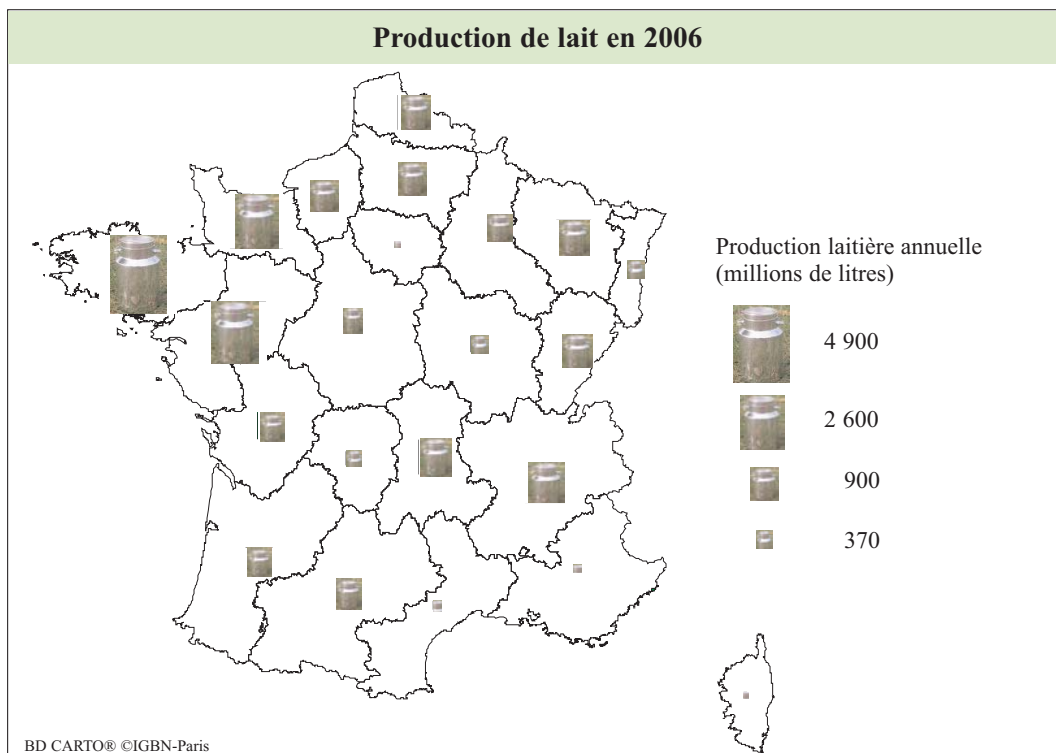 Production de lait en 2006
Production laitière annuelle
(millions de litres)
4 900
2 600
900
370
BD CARTO® ©IGBN-Paris